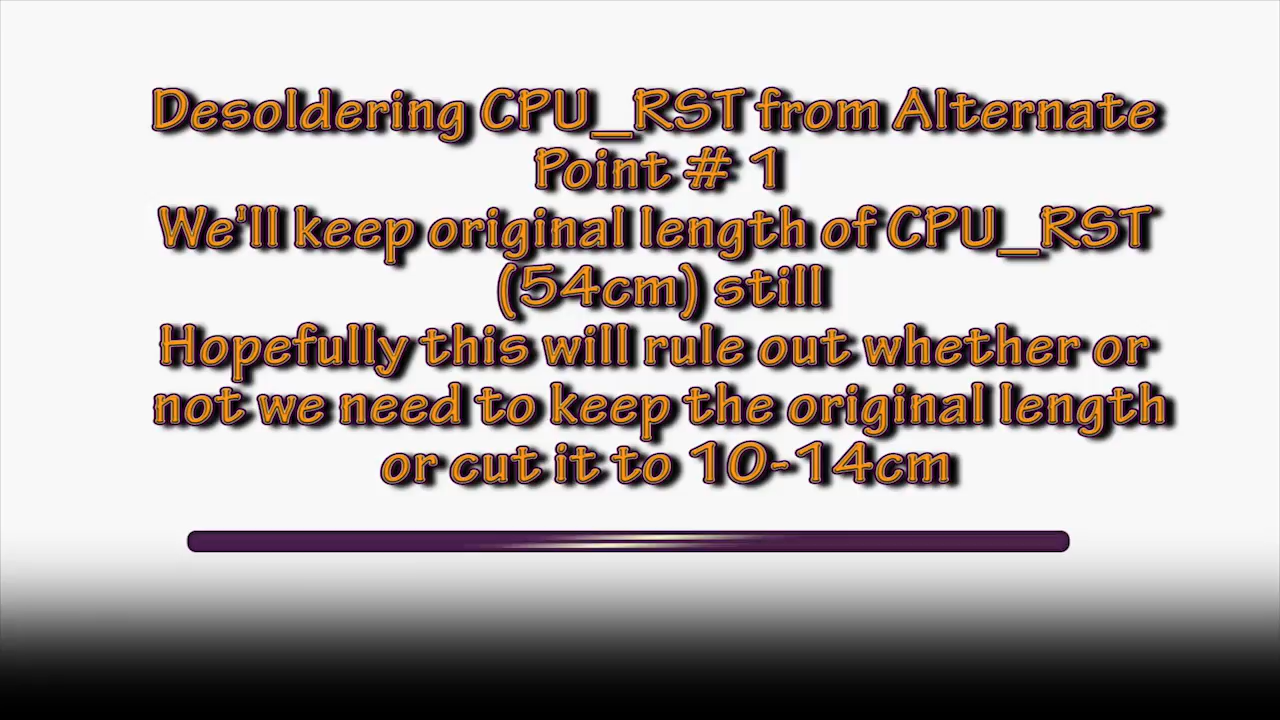 Desoldering CPU_RST from Alternate
Point # 1
We'll keep original length of CPU_RST
(54cm) still
Hopefully this will rule out whether or
not we need to keep the original length
or cut it to 10-14cm